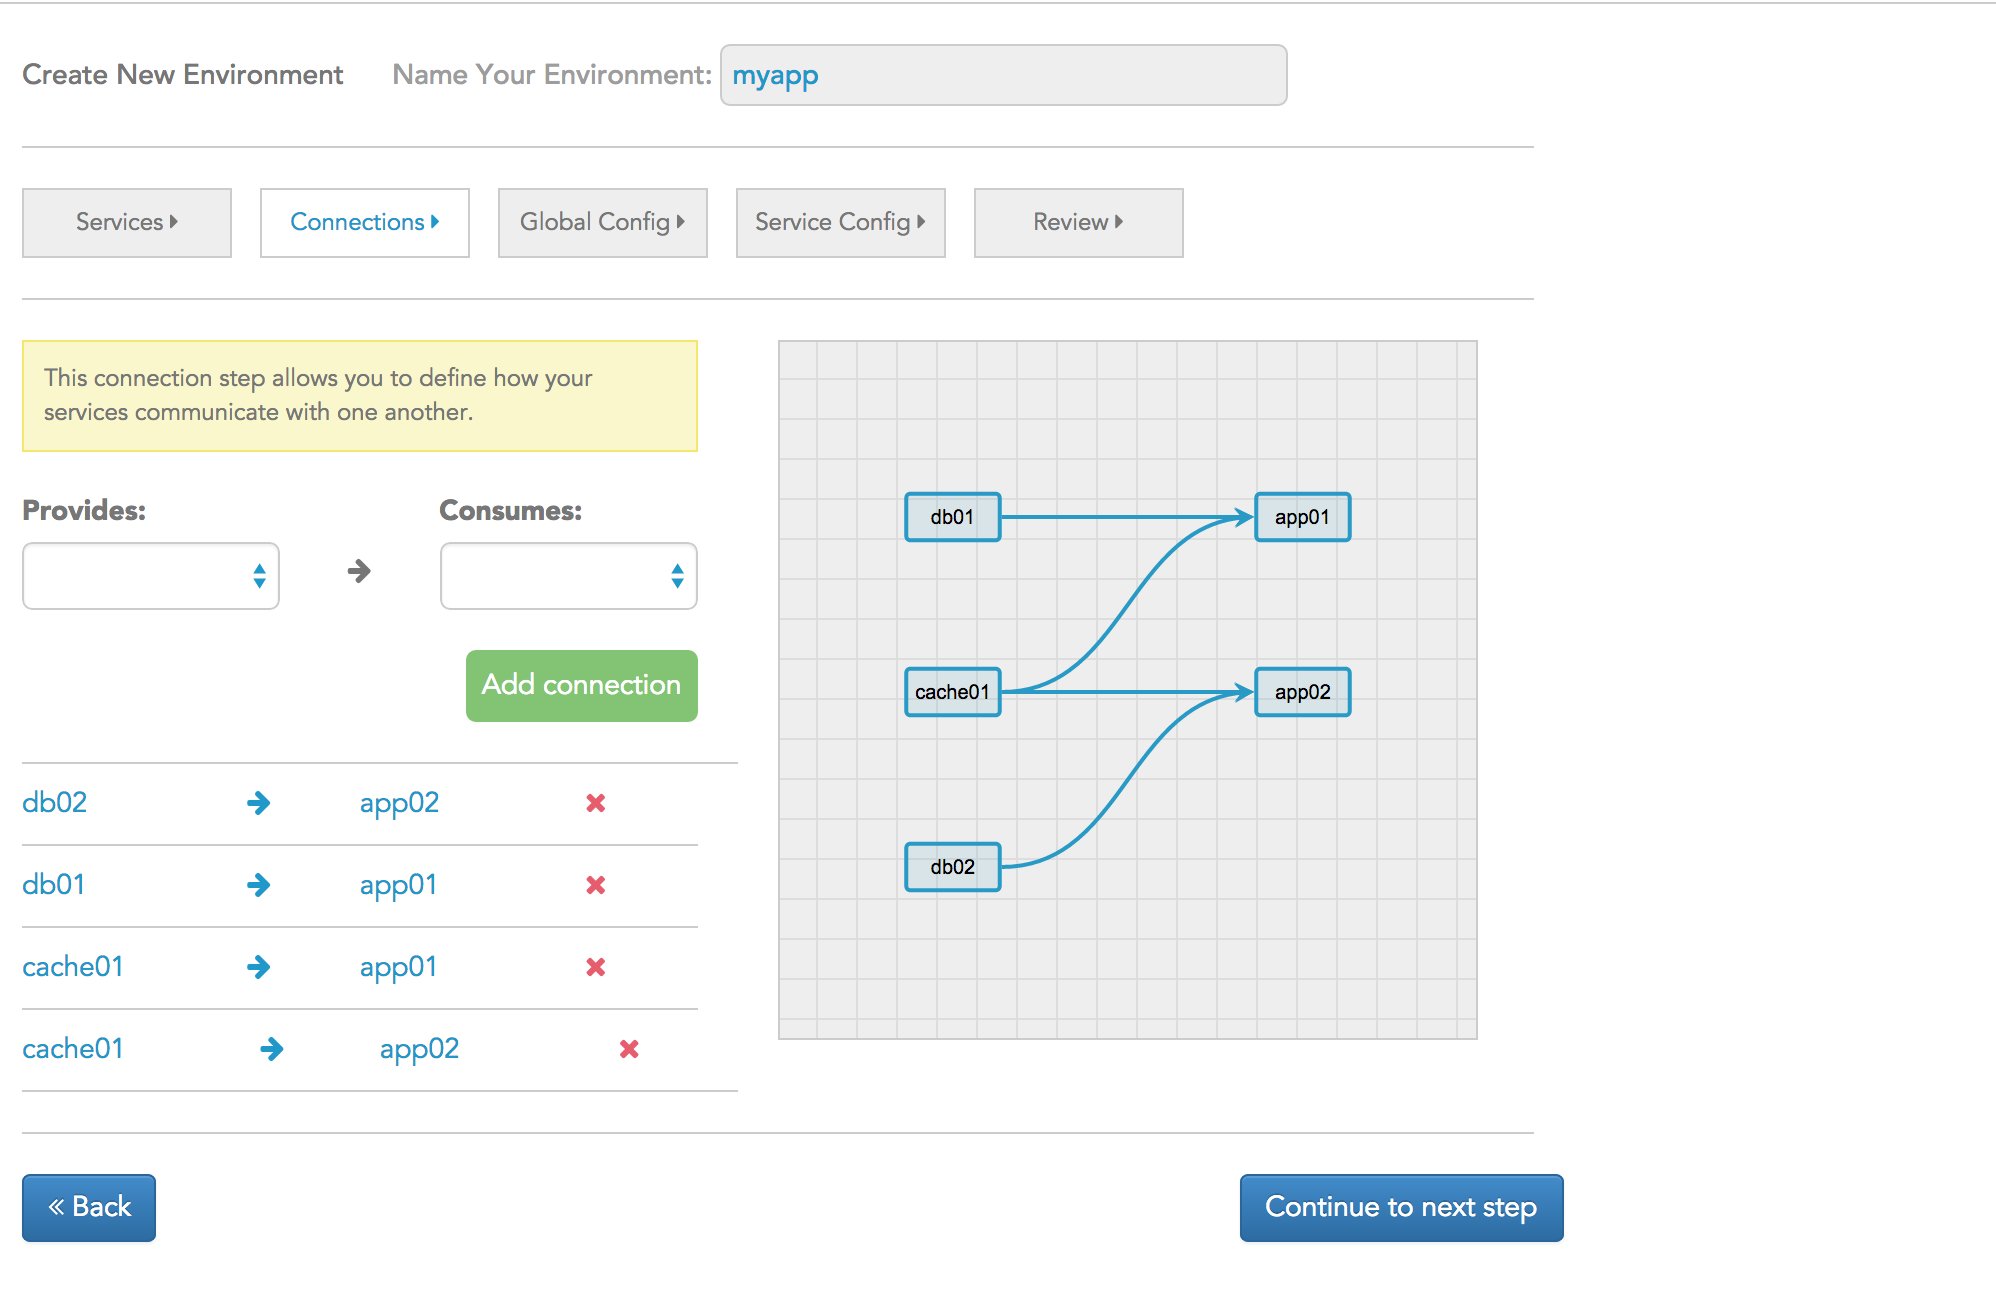 Create New Environment
Name Your Environment: myapp
Services
Connections
Global Config
Service Config
Review
This connection step allows you to define how your
services communicate with one another.
Provides:
Consumes:
Add connection
db02 app02
db01 app01
cache01 app01
cache01 app02
db01
app01
cache01
app02
db02
« Back
Continue to next step